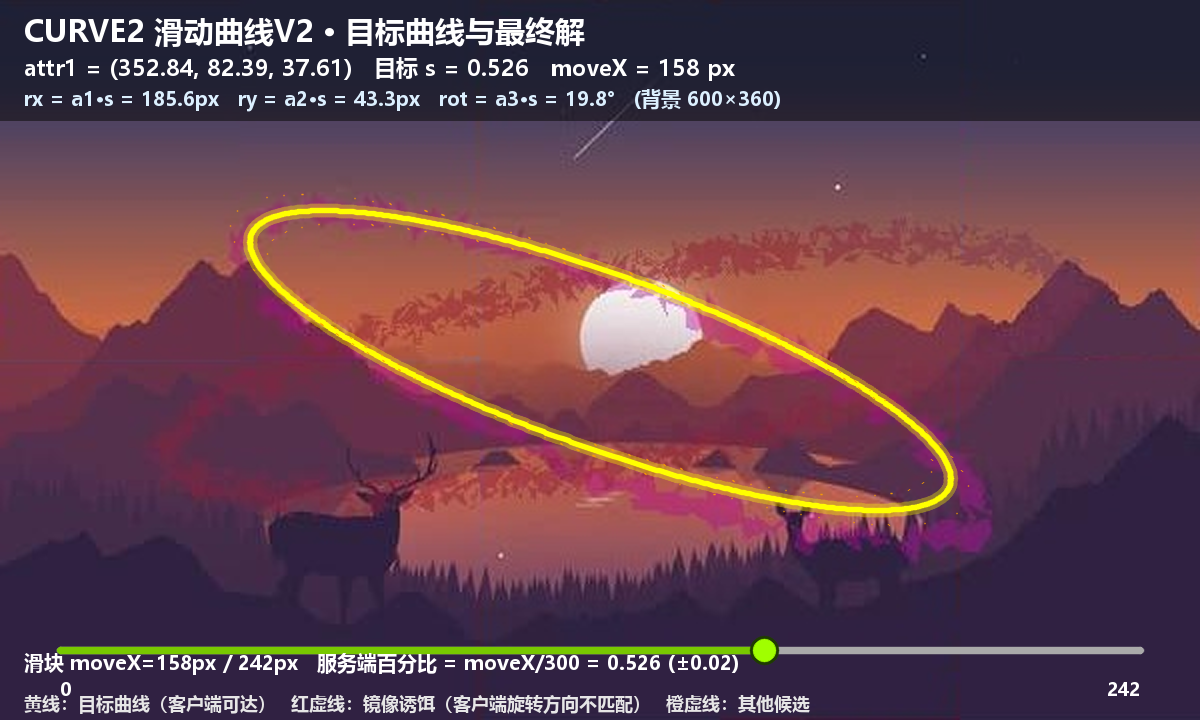 CURVE2 滑动曲线V2 • 目标曲线与最终解
attr1 = (352.84, 82.39, 37.61) 目标 s = 0.526 moveX = 158 px
rx = a1•s = 185.6px ry = a2•s = 43.3px rot = a3•s = 19.8° (背景 600×360)
滑块 moveX=158px / 242px 服务端百分比 = moveX/300 = 0.526 (±0.02)
0
242
黄线：目标曲线（客户端可达） 红虚线：镜像诱饵（客户端旋转方向不匹配） 橙虚线：其他候选